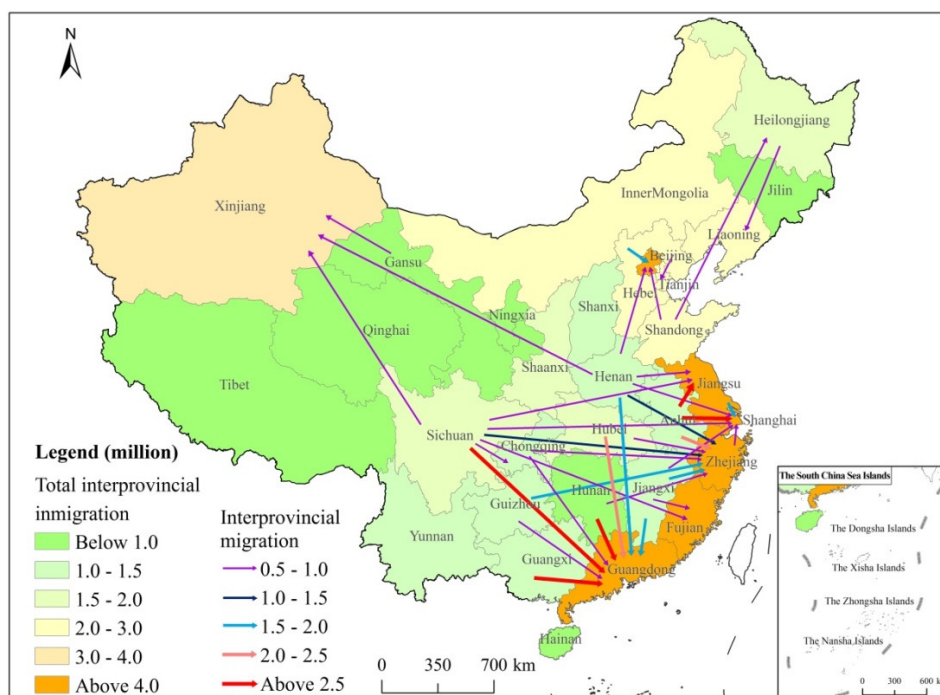 N
Heilongjiang
Jilin
InnerMongolia
Xinjiang
Liaoning
Gansu
Beijing
Tianjin
Hebei
Shanxi
Ningxia
Shandong
Qinghai
Shaanxi
Henan
Jiangsu
Tibet
Anhui
Shanghai
Hubei
Sichuan
Chongqing
Zhejiang
Hunan
Jiangxi
Guizhou
Fujian
Yunnan
Guangxi
Guangdong
Hainan
Legend (million)
Total interprovincial
inmigration
Below 1.0
1.0 - 1.5
1.5 - 2.0
2.0 - 3.0
3.0 - 4.0
Above 4.0
Interprovincial
migration
0.5 - 1.0
1.0 - 1.5
1.5 - 2.0
2.0 - 2.5
Above 2.5
0 350 700 km
The South China Sea Islands
The Dongsha Islands
The Xisha Islands
The Zhongsha Islands
The Nansha Islands
0 300 600 km